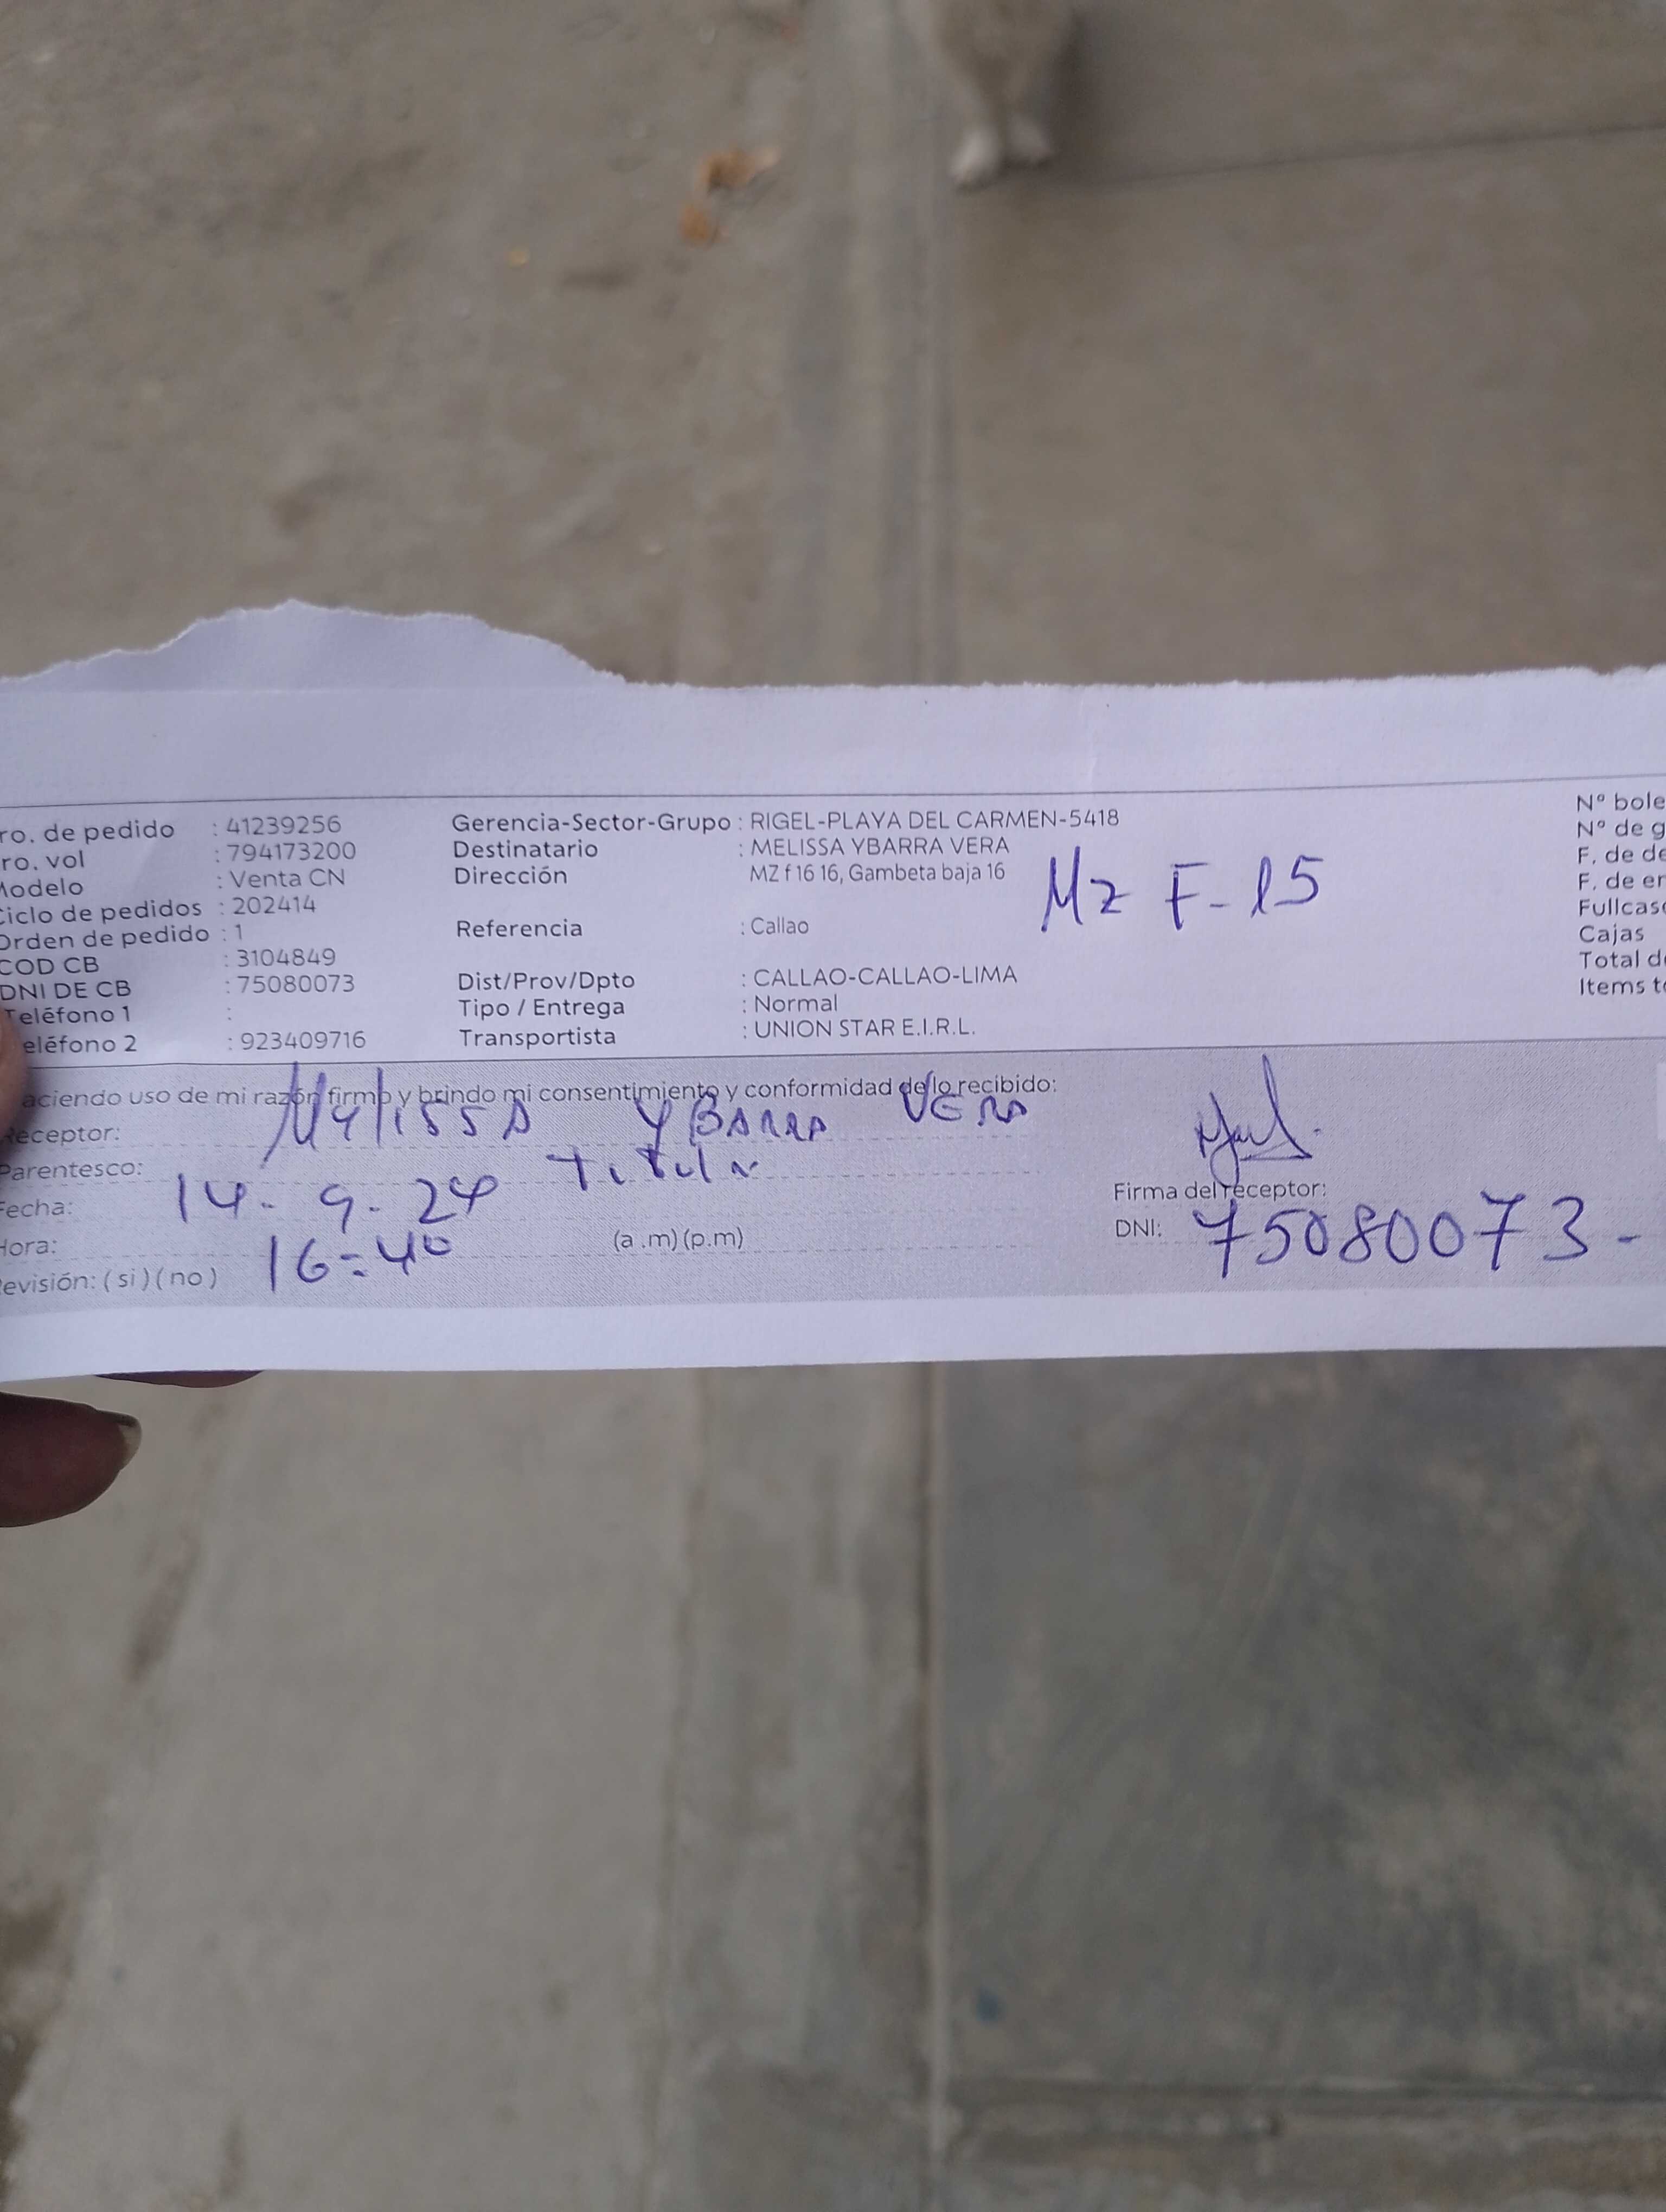 ro. de pedido : 41239256 Gerencia-Sector-Grupo : RIGEL-PLAYA DEL CARMEN-5418 N° bole
ro. vol : 794173200 Destinatario : MELISSA YBARRA VERA N° de g
Modelo : Venta CN Dirección MZ f 16 16, Gambeta baja 16 Mz F-15 F. de de
Ciclo de pedidos : 202414 F. de er
Orden de pedido : 1 Referencia : Callao Fullcas
COD CB : 3104849 Cajas
DNI DE CB : 75080073 Dist/Prov/Dpto : CALLAO-CALLAO-LIMA Total d
Teléfono 1 : Tipo / Entrega : Normal Items t
eléfono 2 : 923409716 Transportista : UNION STAR E.I.R.L.
aciendo uso de mi razón firmo y brindo mi consentimiento y conformidad de lo recibido:
Receptor: Mylissa YBARRA VERA
Parentesco: Titular
Fecha: 14-9-24 Firma del receptor:
Hora: 16:40 (a.m) (p.m) DNI: 75080073-
evisión: ( si ) ( no )